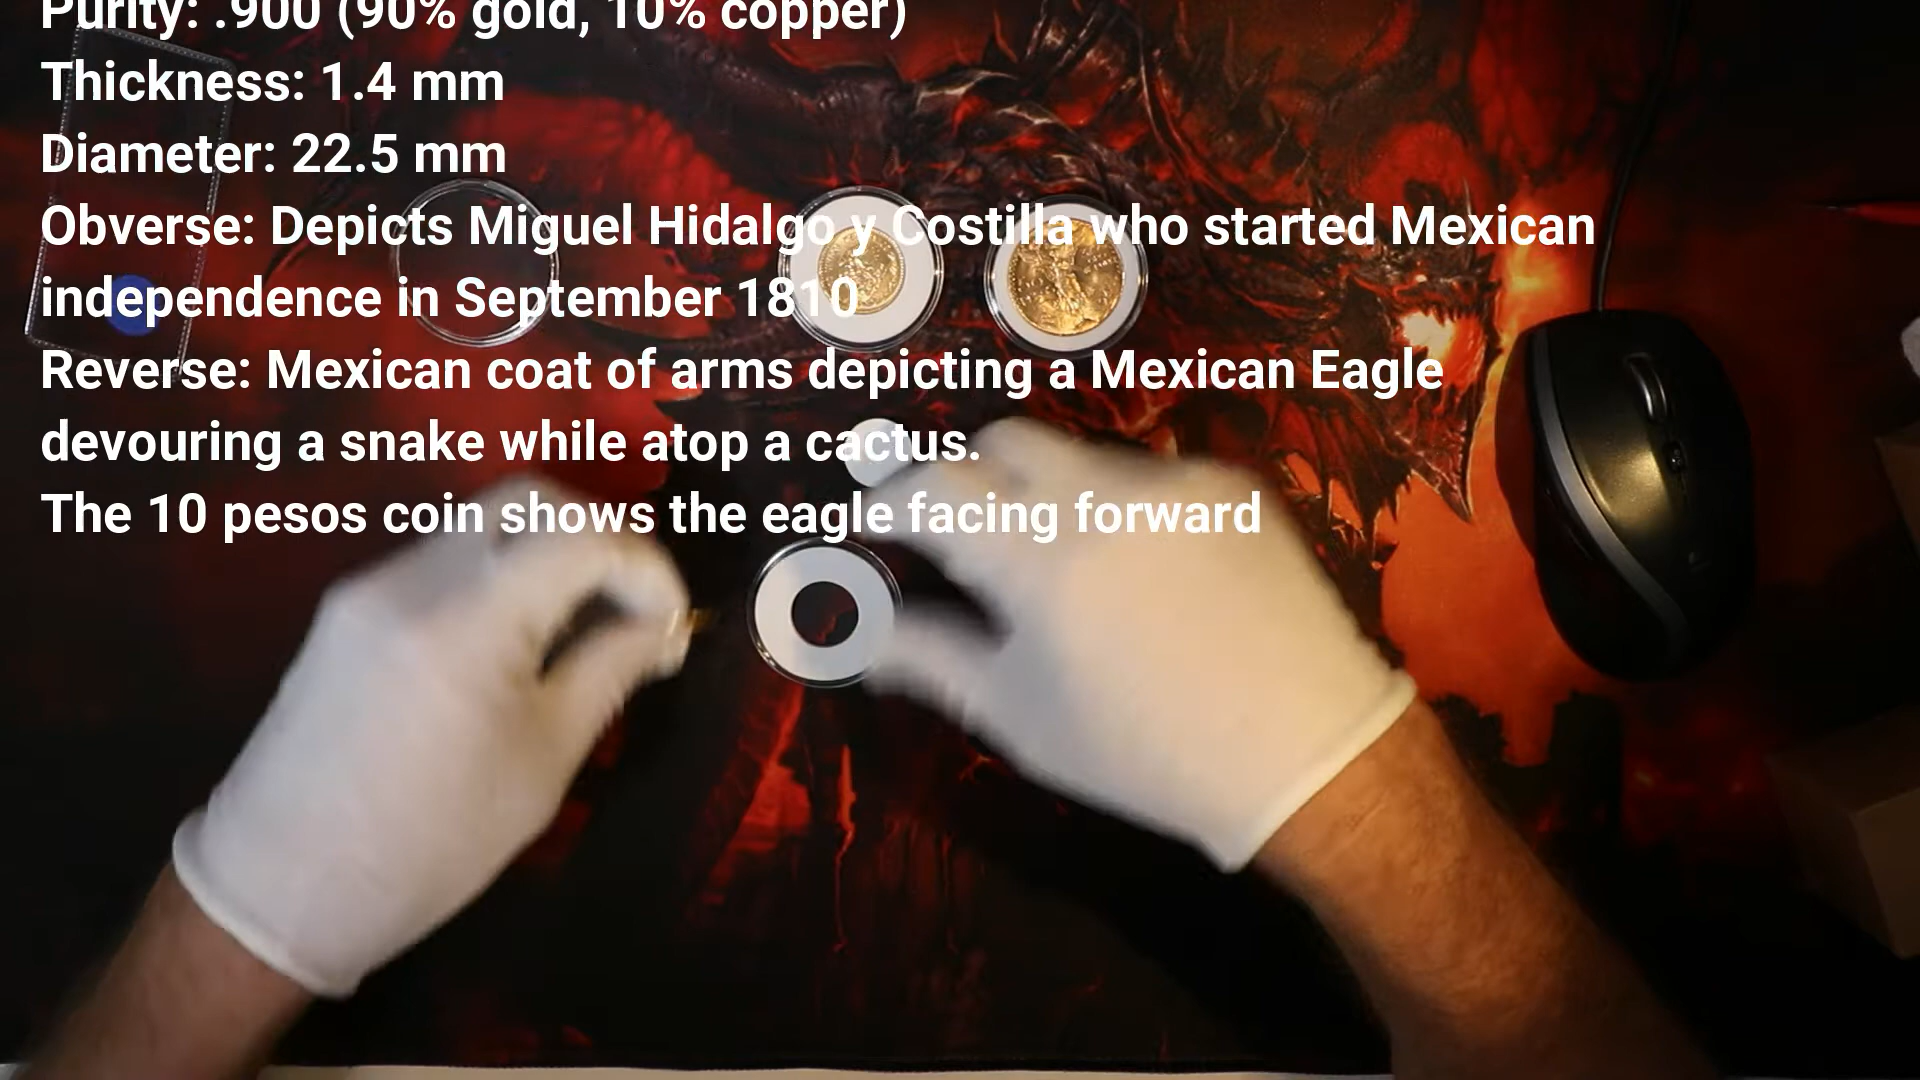 Purity: .900 (90% gold, 10% copper)
Thickness: 1.4 mm
Diameter: 22.5 mm
Obverse: Depicts Miguel Hidalgo y Costilla who started Mexican
independence in September 1810
Reverse: Mexican coat of arms depicting a Mexican Eagle
devouring a snake while atop a cactus.
The 10 pesos coin shows the eagle facing forward